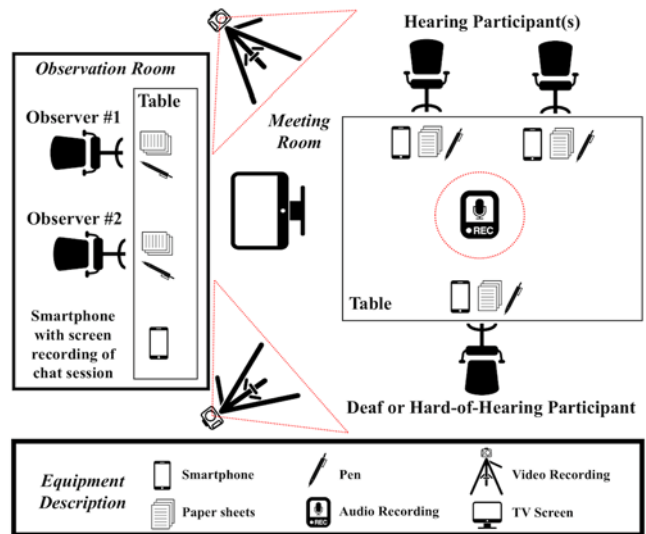 Hearing Participant(s)
Observation Room
Table
Observer #1
Meeting
Room
Observer #2
REC
Smartphone
with screen
recording of
chat session
Table
Deaf or Hard-of-Hearing Participant
Equipment
Description
Smartphone
Pen
Video Recording
Paper sheets
REC
Audio Recording
TV Screen